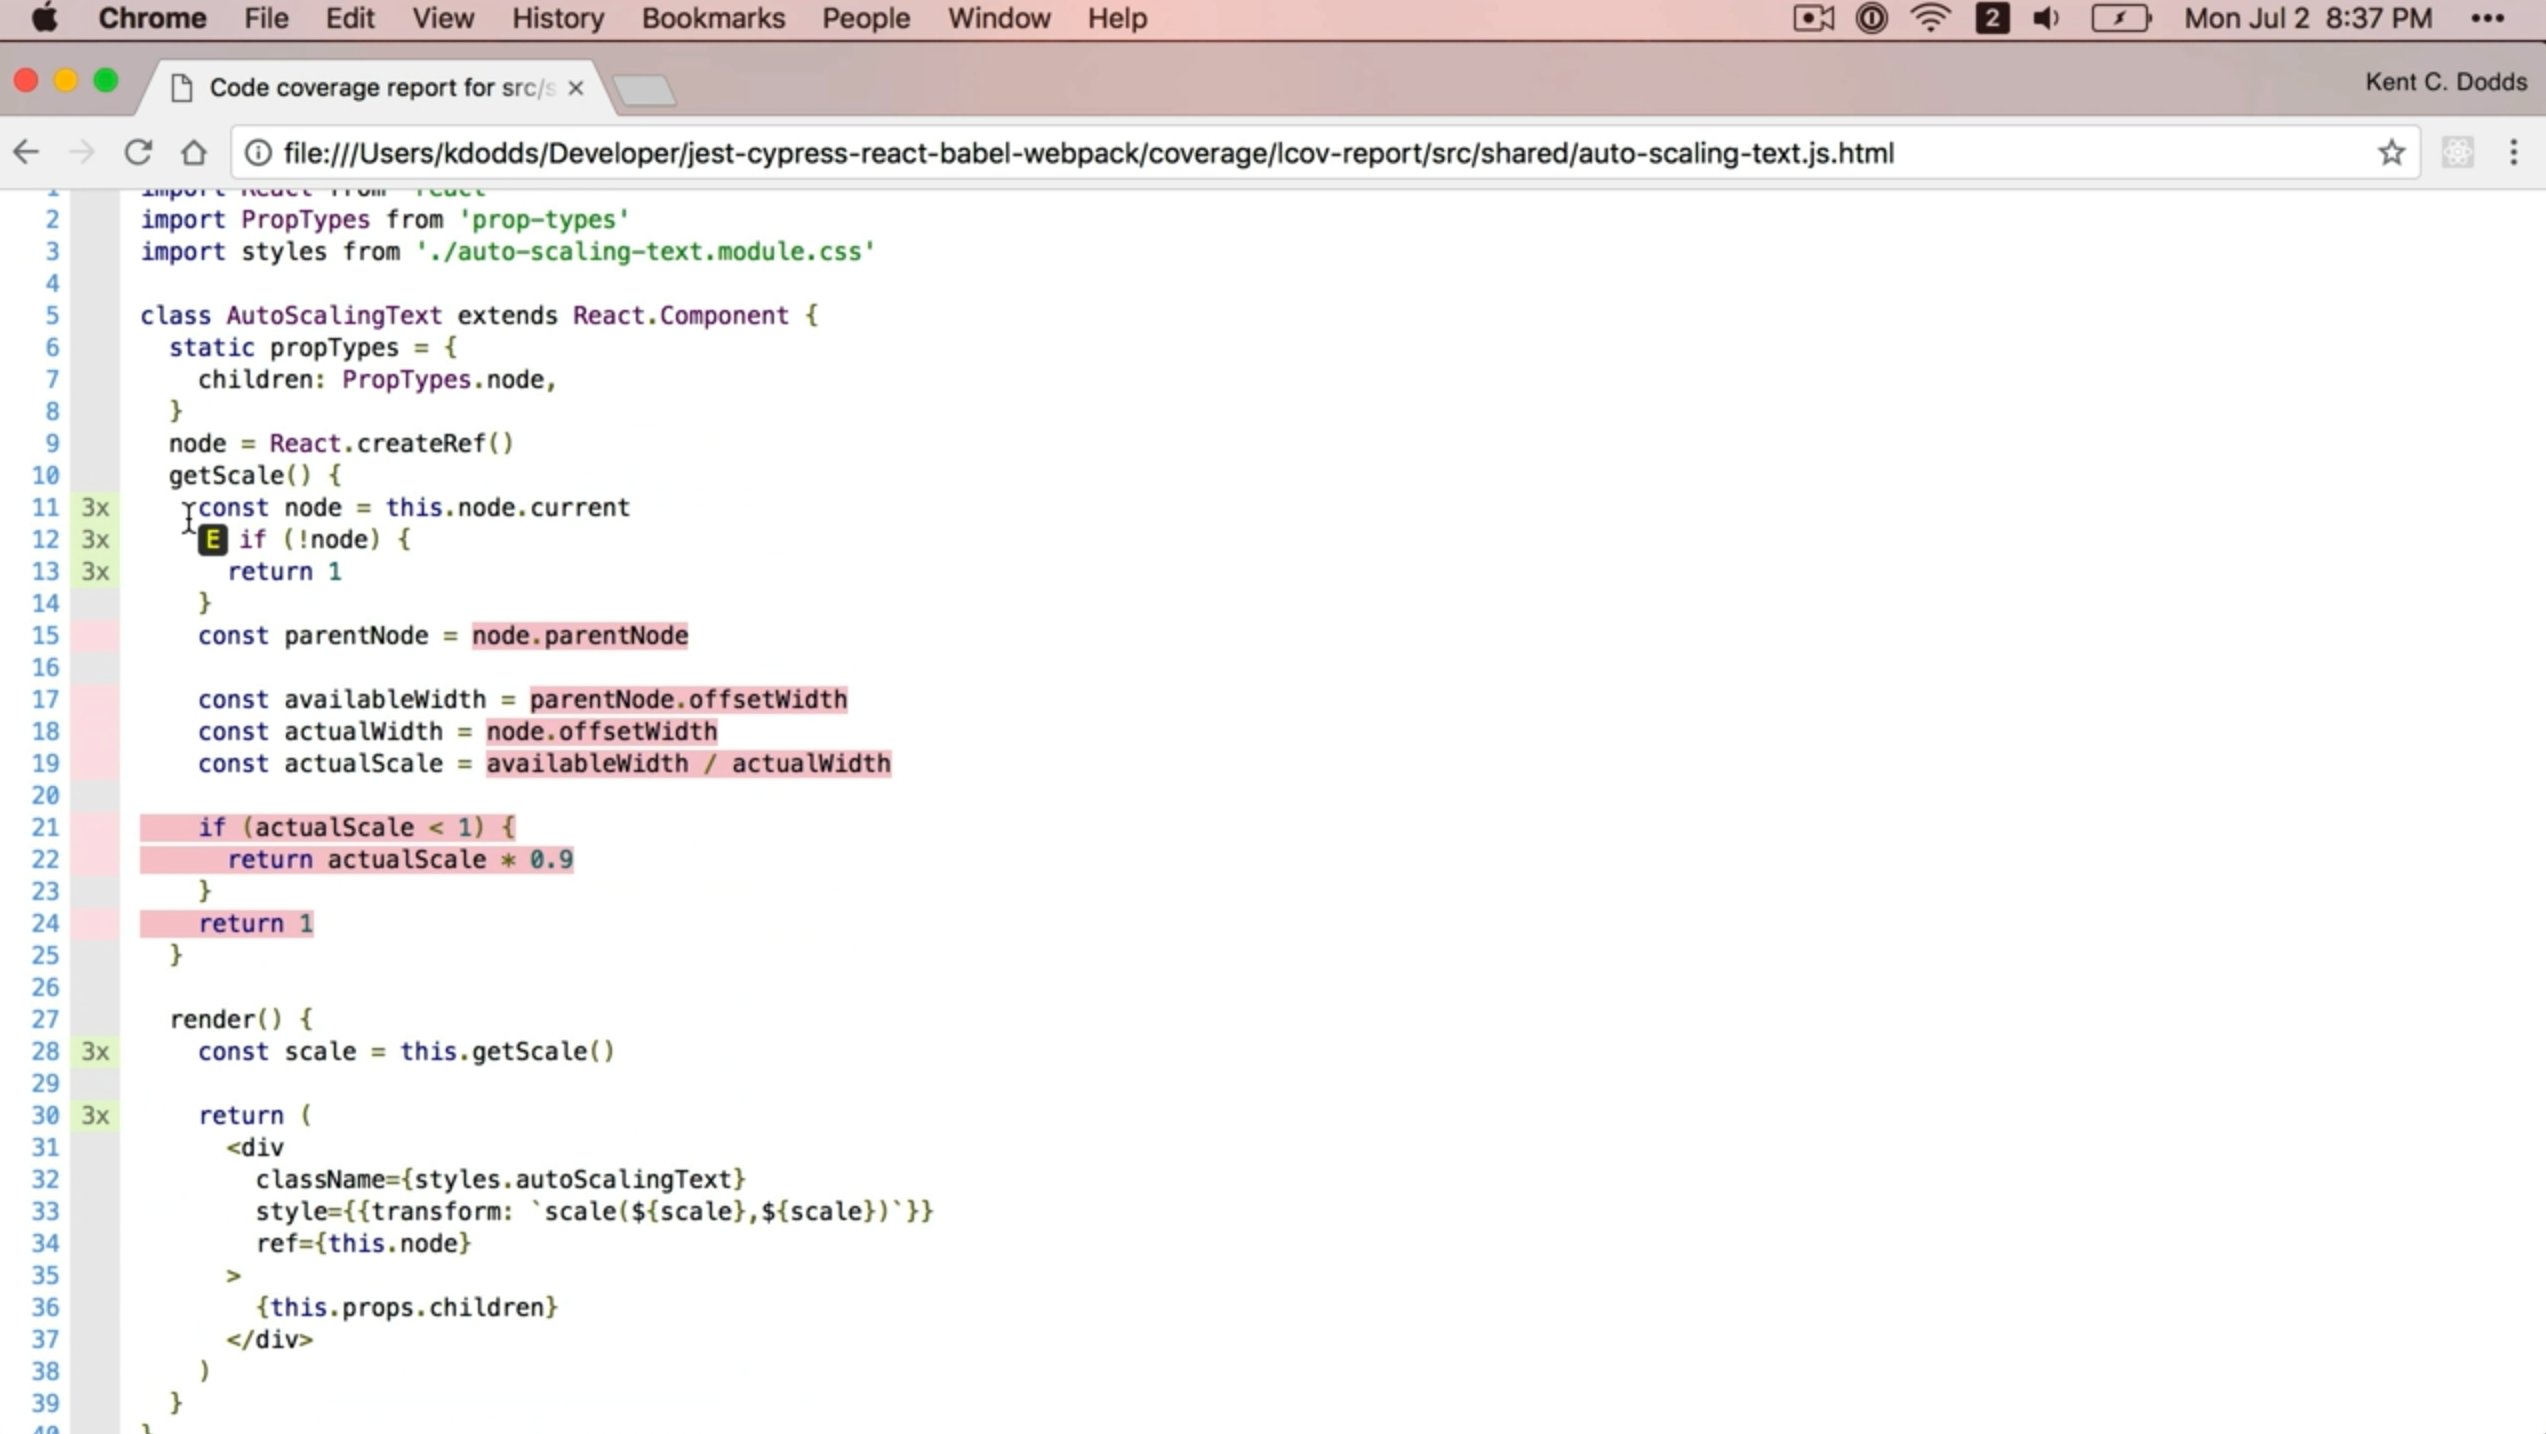 Chrome File Edit View History Bookmarks People Window Help 2 Mon Jul 2 8:37 PM
Code coverage report for src/s Kent C. Dodds
file:///Users/kdodds/Developer/jest-cypress-react-babel-webpack/coverage/lcov-report/src/shared/auto-scaling-text.js.html
1 import React from 'react'
2 import PropTypes from 'prop-types'
3 import styles from './auto-scaling-text.module.css'
4
5 class AutoScalingText extends React.Component {
6 static propTypes = {
7 children: PropTypes.node,
8 }
9 node = React.createRef()
10 getScale() {
11 3x const node = this.node.current
12 3x E if (!node) {
13 3x return 1
14 }
15 const parentNode = node.parentNode
16
17 const availableWidth = parentNode.offsetWidth
18 const actualWidth = node.offsetWidth
19 const actualScale = availableWidth / actualWidth
20
21 if (actualScale < 1) {
22 return actualScale * 0.9
23 }
24 return 1
25 }
26
27 render() {
28 3x const scale = this.getScale()
29
30 3x return (
31 <div
32 className={styles.autoScalingText}
33 style={{transform: `scale(${scale},${scale})`}}
34 ref={this.node}
35 >
36 {this.props.children}
37 </div>
38 )
39 }
40 }